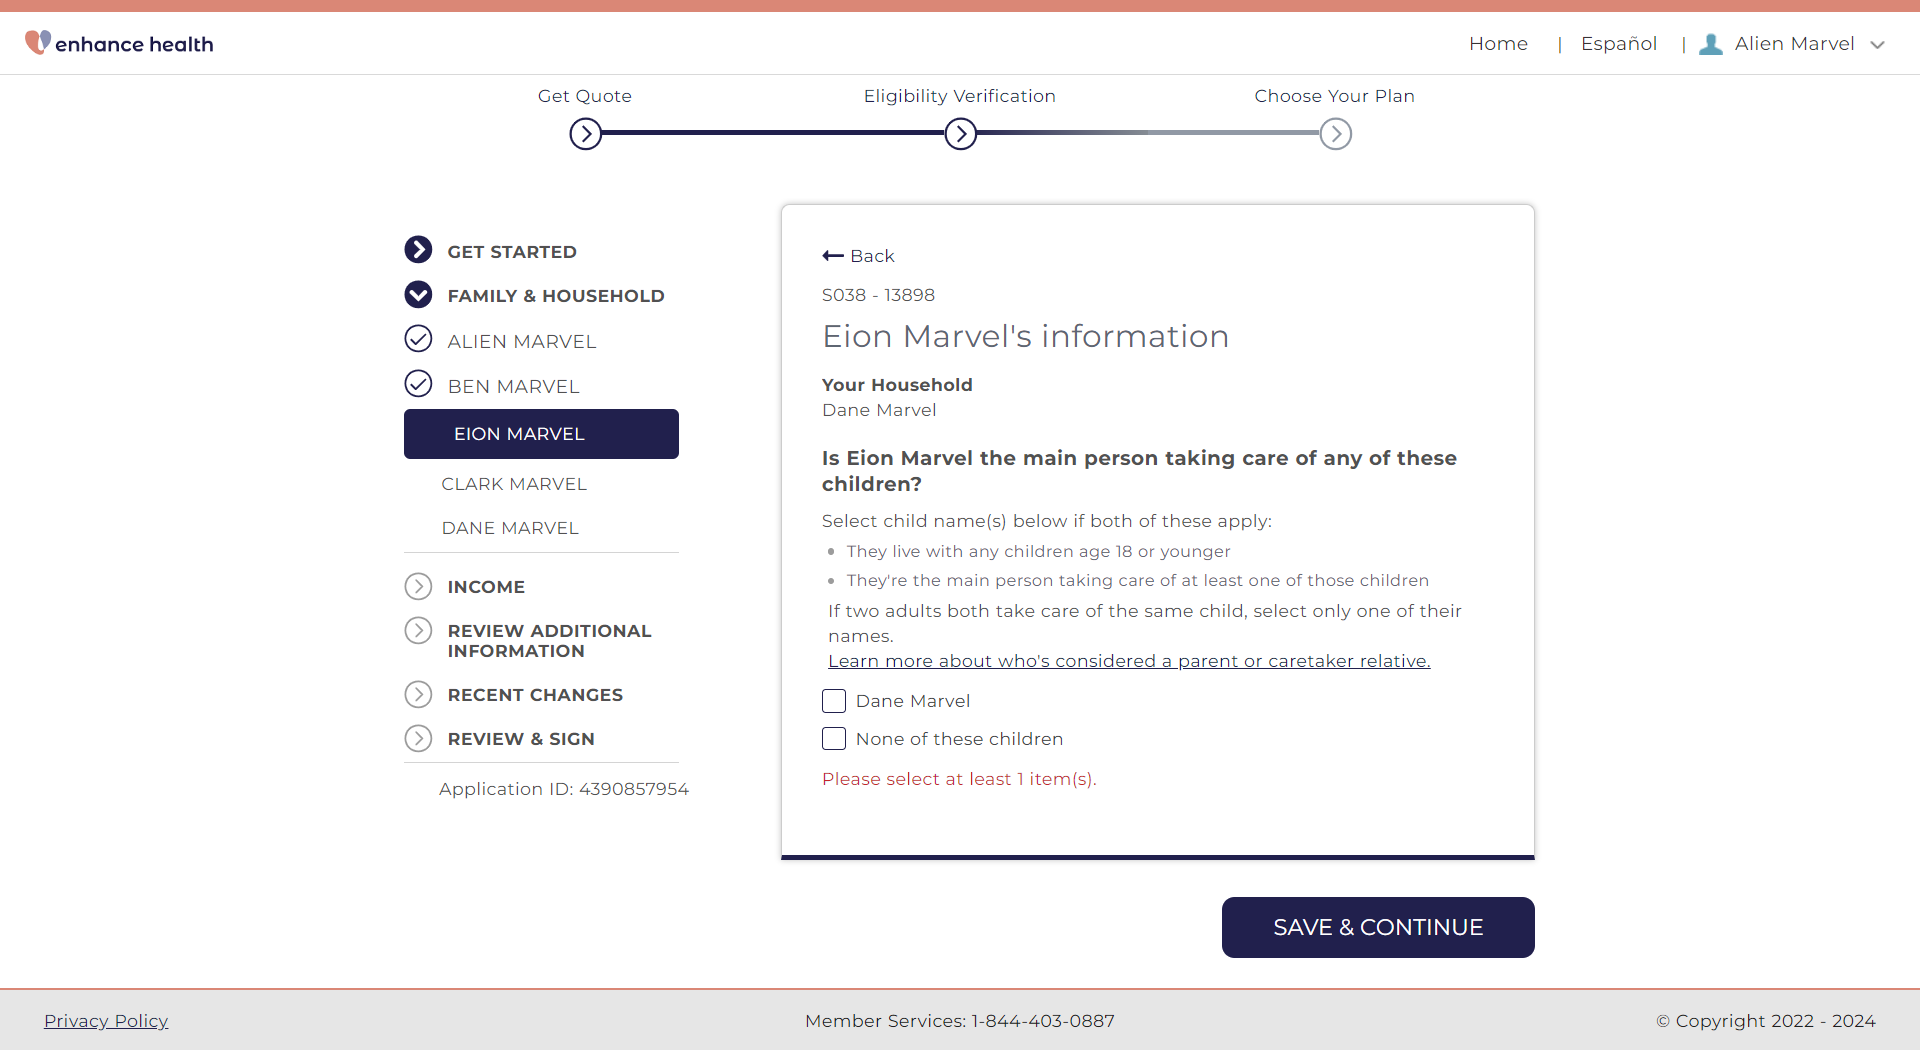 enhance health
Home | Español | Alien Marvel
Get Quote
Eligibility Verification
Choose Your Plan
GET STARTED
FAMILY & HOUSEHOLD
ALIEN MARVEL
BEN MARVEL
EION MARVEL
CLARK MARVEL
DANE MARVEL
INCOME
REVIEW ADDITIONAL
INFORMATION
RECENT CHANGES
REVIEW & SIGN
Application ID: 4390857954
Back
S038 - 13898
Eion Marvel's information
Your Household
Dane Marvel
Is Eion Marvel the main person taking care of any of these
children?
Select child name(s) below if both of these apply:
• They live with any children age 18 or younger
• They're the main person taking care of at least one of those children
If two adults both take care of the same child, select only one of their
names.
Learn more about who's considered a parent or caretaker relative.
Dane Marvel
None of these children
Please select at least 1 item(s).
SAVE & CONTINUE
Privacy Policy
Member Services: 1-844-403-0887
© Copyright 2022 - 2024